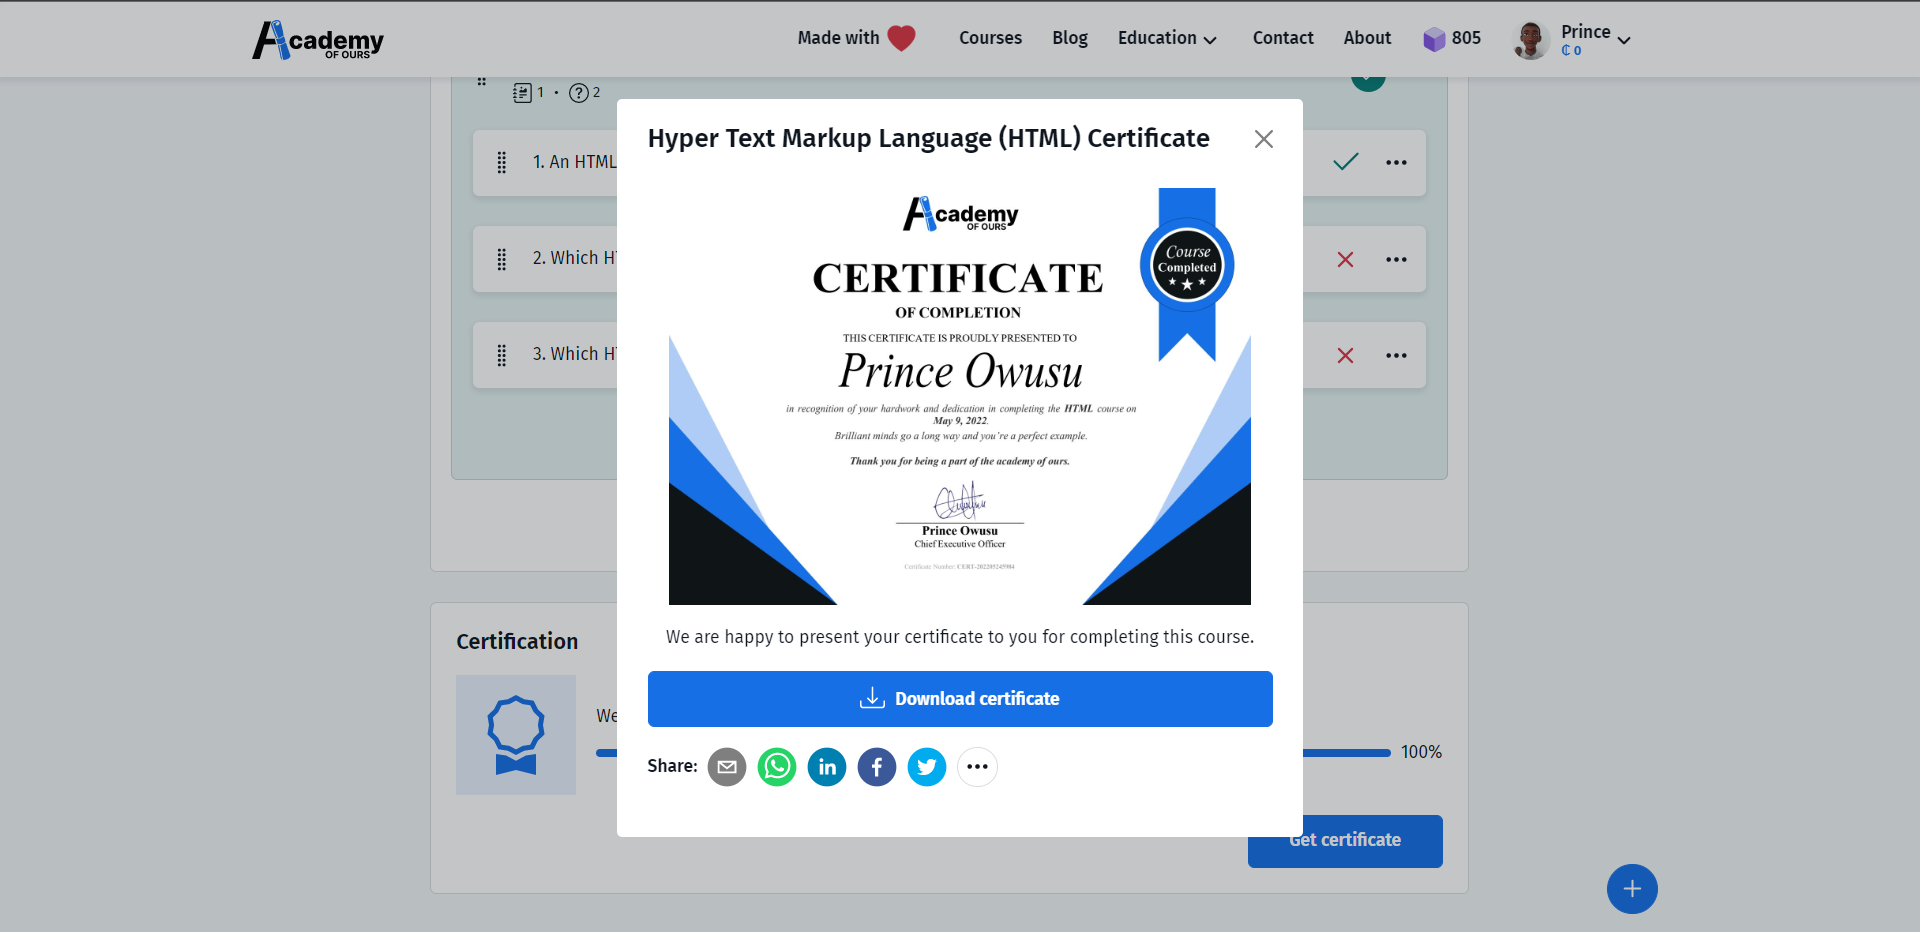 Academy
OF OURS
Made with
Courses
Blog
Education
Contact
About
805
Prince
₵ 0
1 • 2
1. An HTML
2. Which H
3. Which H
Hyper Text Markup Language (HTML) Certificate
Academy
OF OURS
Course
Completed
CERTIFICATE
OF COMPLETION
THIS CERTIFICATE IS PROUDLY PRESENTED TO
Prince Owusu
in recognition of your hardwork and dedication in completing the HTML course on
May 9, 2022.
Brilliant minds go a long way and you're a perfect example.
Thank you for being a part of the academy of ours.
Prince Owusu
Chief Executive Officer
Certificate Number: CERT-202205245984
We are happy to present your certificate to you for completing this course.
Download certificate
Share:
Certification
We
100%
Get certificate